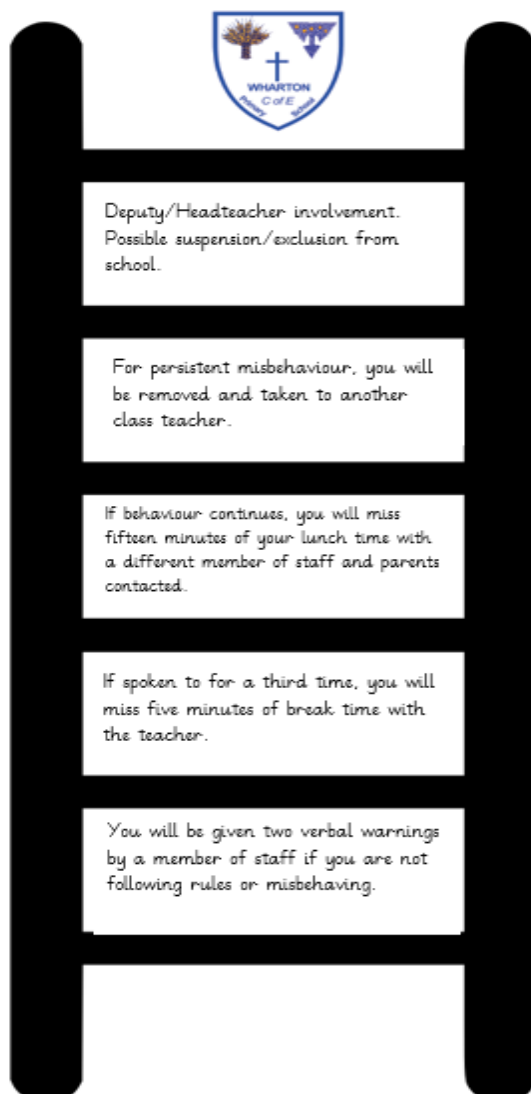 WHARTON
C of E
Primary School
Deputy/Headteacher involvement.
Possible suspension/exclusion from
school.
For persistent misbehaviour, you will
be removed and taken to another
class teacher.
If behaviour continues, you will miss
fifteen minutes of your lunch time with
a different member of staff and parents
contacted.
If spoken to for a third time, you will
miss five minutes of break time with
the teacher.
You will be given two verbal warnings
by a member of staff if you are not
following rules or misbehaving.